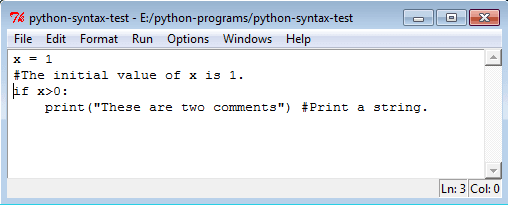 python-syntax-test - E:/python-programs/python-syntax-test
File Edit Format Run Options Windows Help
x = 1
#The initial value of x is 1.
if x>0:
    print("These are two comments") #Print a string.
Ln: 3 Col: 0